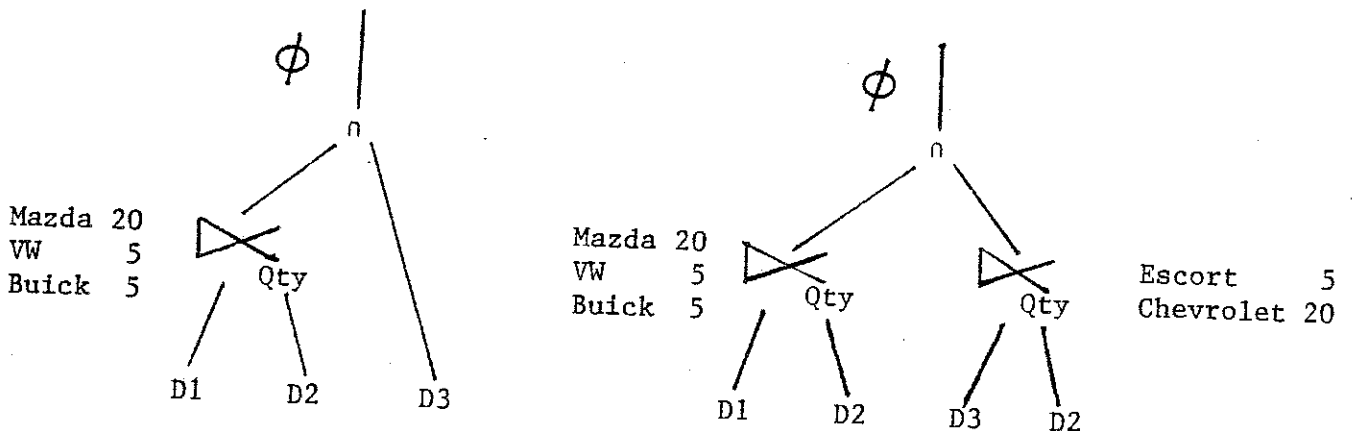 ϕ
∩
Mazda 20
VW 5
Buick 5
Qty
D1 D2 D3
ϕ
∩
Mazda 20
VW 5
Buick 5
Qty
Qty
Escort 5
Chevrolet 20
D1 D2 D3 D2